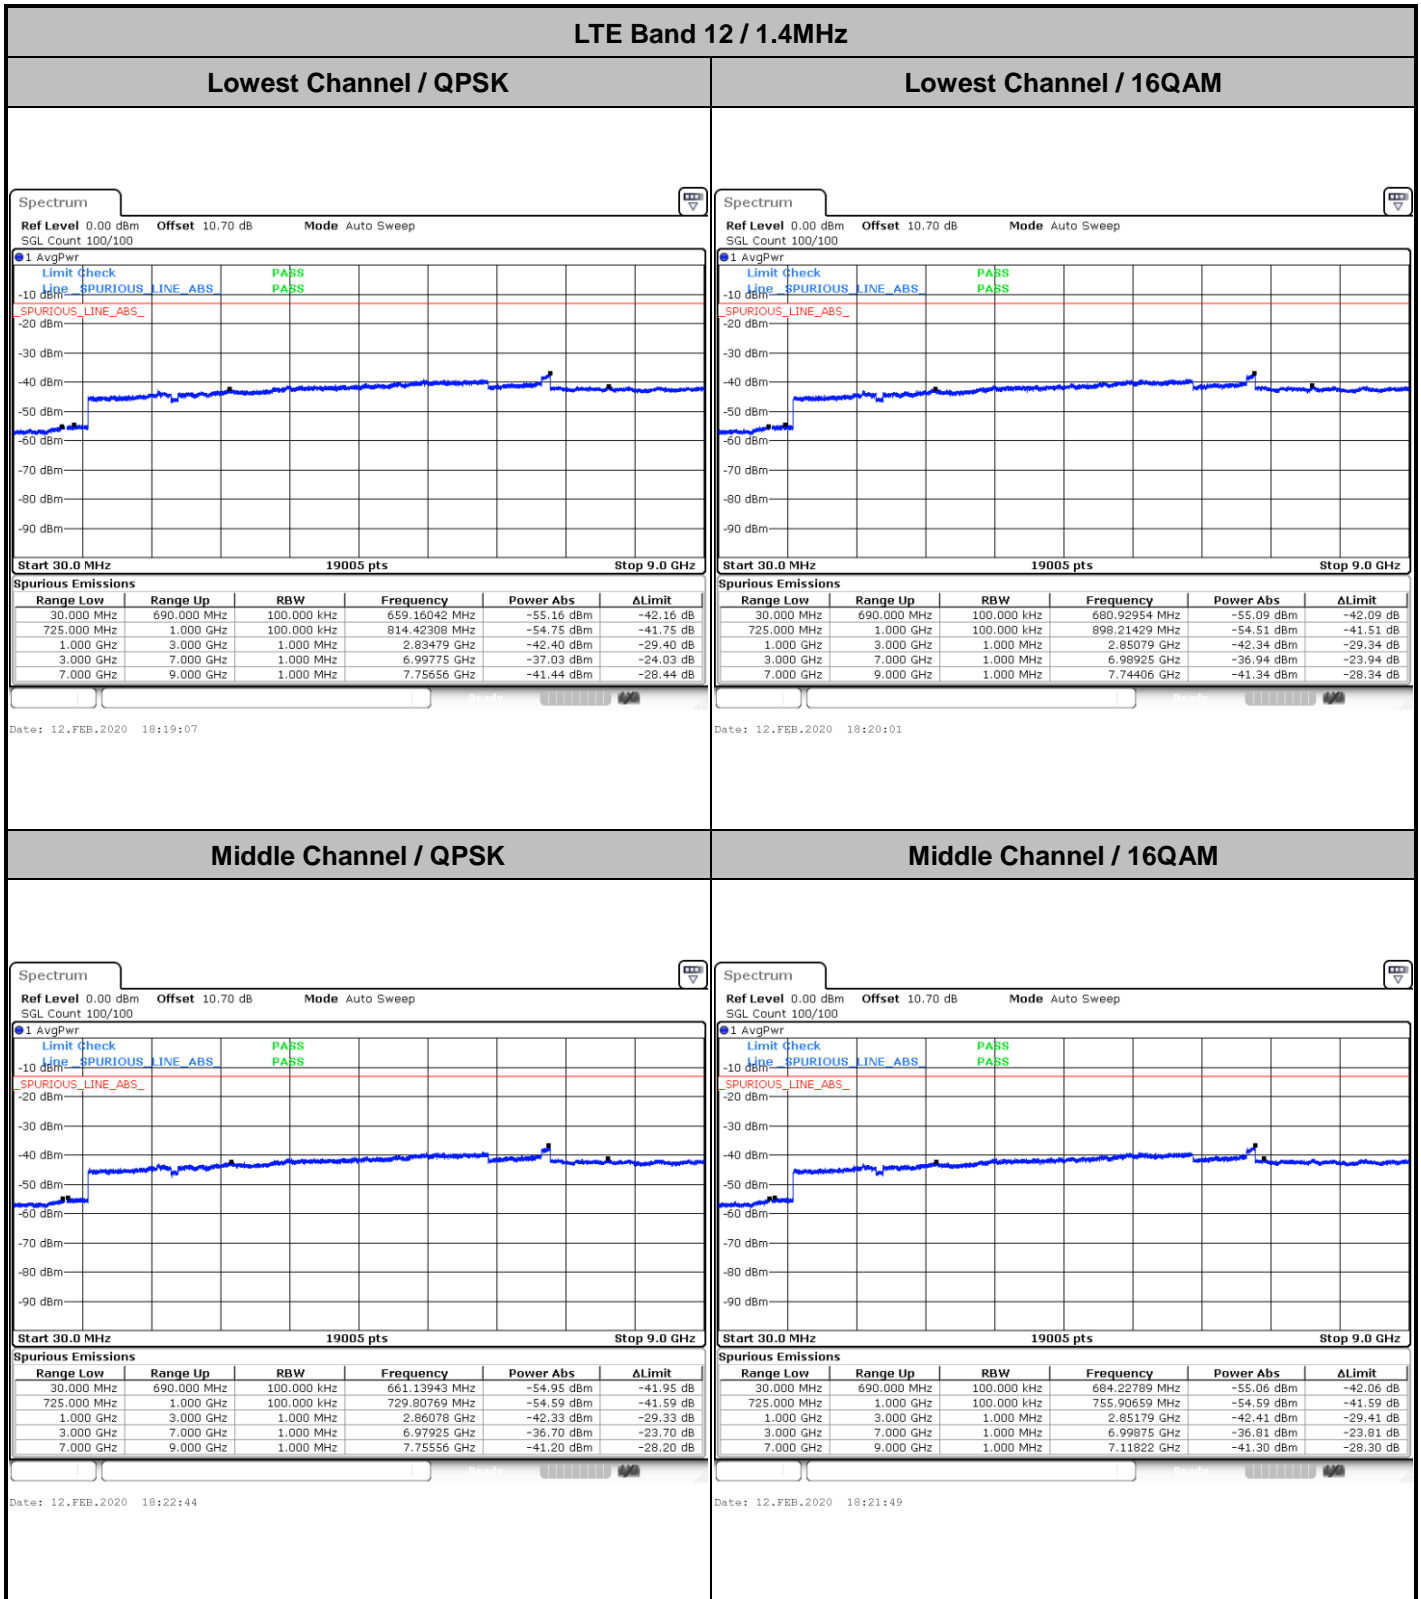 LTE Band 12 / 1.4MHz
Lowest Channel / QPSK
Lowest Channel / 16QAM
Spectrum
Ref Level 0.00 dBm Offset 10.70 dB Mode Auto Sweep
SGL Count 100/100
1 AvgPwr
Limit Check PASS
Line _SPURIOUS_LINE_ABS_ PASS
-10 dBm
_SPURIOUS_LINE_ABS_
-20 dBm
-30 dBm
-40 dBm
-50 dBm
-60 dBm
-70 dBm
-80 dBm
-90 dBm
Start 30.0 MHz 19005 pts Stop 9.0 GHz
Spurious Emissions
Range Low Range Up RBW Frequency Power Abs ΔLimit
30.000 MHz 690.000 MHz 100.000 kHz 659.16042 MHz -55.16 dBm -42.16 dB
725.000 MHz 1.000 GHz 100.000 kHz 814.42308 MHz -54.75 dBm -41.75 dB
1.000 GHz 3.000 GHz 1.000 MHz 2.83479 GHz -42.40 dBm -29.40 dB
3.000 GHz 7.000 GHz 1.000 MHz 6.99775 GHz -37.03 dBm -24.03 dB
7.000 GHz 9.000 GHz 1.000 MHz 7.75656 GHz -41.44 dBm -28.44 dB
Ready
Date: 12.FEB.2020 18:19:07
Spectrum
Ref Level 0.00 dBm Offset 10.70 dB Mode Auto Sweep
SGL Count 100/100
1 AvgPwr
Limit Check PASS
Line _SPURIOUS_LINE_ABS_ PASS
-10 dBm
_SPURIOUS_LINE_ABS_
-20 dBm
-30 dBm
-40 dBm
-50 dBm
-60 dBm
-70 dBm
-80 dBm
-90 dBm
Start 30.0 MHz 19005 pts Stop 9.0 GHz
Spurious Emissions
Range Low Range Up RBW Frequency Power Abs ΔLimit
30.000 MHz 690.000 MHz 100.000 kHz 680.92954 MHz -55.09 dBm -42.09 dB
725.000 MHz 1.000 GHz 100.000 kHz 898.21429 MHz -54.51 dBm -41.51 dB
1.000 GHz 3.000 GHz 1.000 MHz 2.85079 GHz -42.34 dBm -29.34 dB
3.000 GHz 7.000 GHz 1.000 MHz 6.98925 GHz -36.94 dBm -23.94 dB
7.000 GHz 9.000 GHz 1.000 MHz 7.74406 GHz -41.34 dBm -28.34 dB
Ready
Date: 12.FEB.2020 18:20:01
Middle Channel / QPSK
Middle Channel / 16QAM
Spectrum
Ref Level 0.00 dBm Offset 10.70 dB Mode Auto Sweep
SGL Count 100/100
1 AvgPwr
Limit Check PASS
Line _SPURIOUS_LINE_ABS_ PASS
-10 dBm
_SPURIOUS_LINE_ABS_
-20 dBm
-30 dBm
-40 dBm
-50 dBm
-60 dBm
-70 dBm
-80 dBm
-90 dBm
Start 30.0 MHz 19005 pts Stop 9.0 GHz
Spurious Emissions
Range Low Range Up RBW Frequency Power Abs ΔLimit
30.000 MHz 690.000 MHz 100.000 kHz 661.13943 MHz -54.95 dBm -41.95 dB
725.000 MHz 1.000 GHz 100.000 kHz 729.80769 MHz -54.59 dBm -41.59 dB
1.000 GHz 3.000 GHz 1.000 MHz 2.86078 GHz -42.33 dBm -29.33 dB
3.000 GHz 7.000 GHz 1.000 MHz 6.97925 GHz -36.70 dBm -23.70 dB
7.000 GHz 9.000 GHz 1.000 MHz 7.75556 GHz -41.20 dBm -28.20 dB
Ready
Date: 12.FEB.2020 18:22:44
Spectrum
Ref Level 0.00 dBm Offset 10.70 dB Mode Auto Sweep
SGL Count 100/100
1 AvgPwr
Limit Check PASS
Line _SPURIOUS_LINE_ABS_ PASS
-10 dBm
_SPURIOUS_LINE_ABS_
-20 dBm
-30 dBm
-40 dBm
-50 dBm
-60 dBm
-70 dBm
-80 dBm
-90 dBm
Start 30.0 MHz 19005 pts Stop 9.0 GHz
Spurious Emissions
Range Low Range Up RBW Frequency Power Abs ΔLimit
30.000 MHz 690.000 MHz 100.000 kHz 684.22789 MHz -55.06 dBm -42.06 dB
725.000 MHz 1.000 GHz 100.000 kHz 755.90659 MHz -54.59 dBm -41.59 dB
1.000 GHz 3.000 GHz 1.000 MHz 2.85179 GHz -42.41 dBm -29.41 dB
3.000 GHz 7.000 GHz 1.000 MHz 6.99875 GHz -36.81 dBm -23.81 dB
7.000 GHz 9.000 GHz 1.000 MHz 7.11822 GHz -41.30 dBm -28.30 dB
Ready
Date: 12.FEB.2020 18:21:49